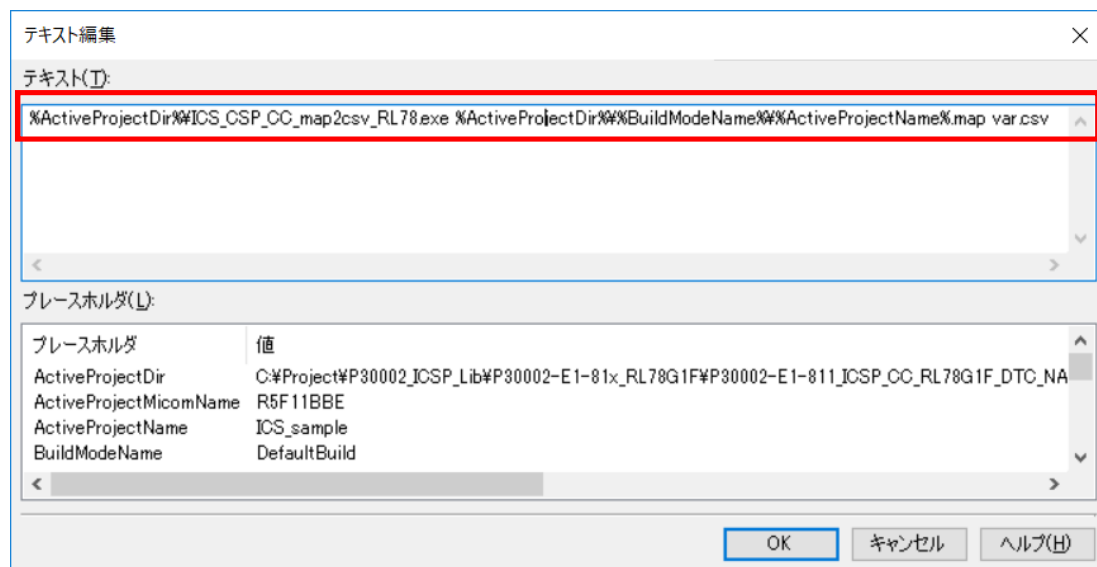 テキスト編集
テキスト(T):
%ActiveProjectDir%¥ICS_CSP_CC_map2csv_RL78.exe %ActiveProjectDir%¥%BuildModeName%¥%ActiveProjectName%.map var.csv
プレースホルダ(L):
プレースホルダ 値
ActiveProjectDir C:¥Project¥P30002_ICSP_Lib¥P30002-E1-81x_RL78G1F¥P30002-E1-811_ICSP_CC_RL78G1F_DTC_NA
ActiveProjectMicomName R5F11BBE
ActiveProjectName ICS_sample
BuildModeName DefaultBuild
OK キャンセル ヘルプ(H)